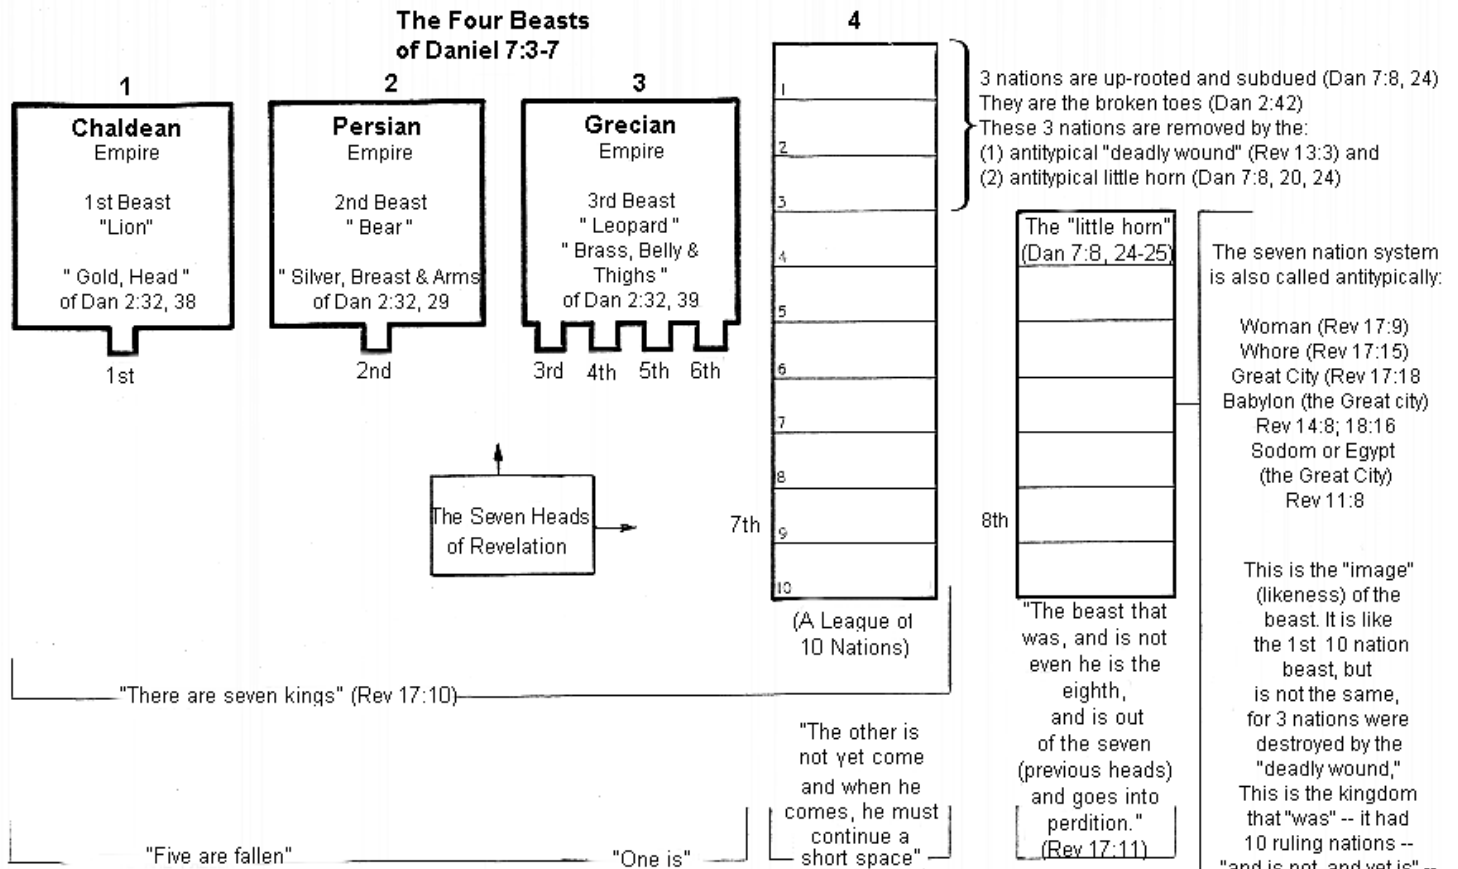 The Four Beasts
of Daniel 7:3-7
1
Chaldean
Empire
1st Beast
"Lion"
" Gold, Head "
of Dan 2:32, 38
1st
2
Persian
Empire
2nd Beast
" Bear "
" Silver, Breast & Arms
of Dan 2:32, 29
2nd
3
Grecian
Empire
3rd Beast
" Leopard "
" Brass, Belly &
Thighs "
of Dan 2:32, 39
3rd 4th 5th 6th
The Seven Heads
of Revelation
4
1
2
3
4
5
6
7
8
9
10
7th
(A League of
10 Nations)
3 nations are up-rooted and subdued (Dan 7:8, 24)
They are the broken toes (Dan 2:42)
These 3 nations are removed by the:
(1) antitypical "deadly wound" (Rev 13:3) and
(2) antitypical little horn (Dan 7:8, 20, 24)
The "little horn"
(Dan 7:8, 24-25)
8th
"The beast that
was, and is not
even he is the
eighth,
and is out
of the seven
(previous heads)
and goes into
perdition."
(Rev 17:11)
The seven nation system
is also called antitypically:
Woman (Rev 17:9)
Whore (Rev 17:15)
Great City (Rev 17:18
Babylon (the Great city)
Rev 14:8; 18:16
Sodom or Egypt
(the Great City)
Rev 11:8
This is the "image"
(likeness) of the
beast. It is like
the 1st 10 nation
beast, but
is not the same,
for 3 nations were
destroyed by the
"deadly wound,"
This is the kingdom
that "was" -- it had
10 ruling nations --
"and is not, and yet is" --
"There are seven kings" (Rev 17:10)
"The other is
not yet come
and when he
comes, he must
continue a
short space"
"Five are fallen"
"One is"